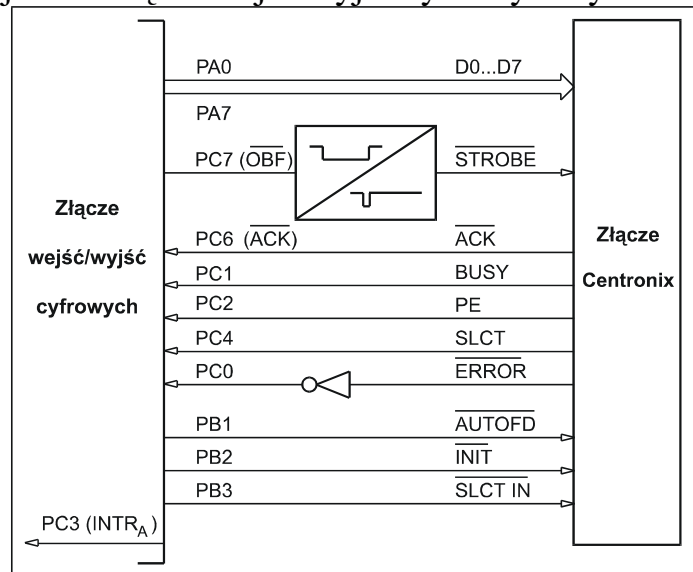 PA0 D0...D7
PA7
PC7 (OBF) STROBE
Złącze
wejść/wyjść
cyfrowych
PC6 (ACK) ACK
PC1 BUSY
PC2 PE
PC4 SLCT
PC0 ERROR
Złącze
Centronix
PB1 AUTOFD
PB2 INIT
PB3 SLCT IN
PC3 (INTRA)